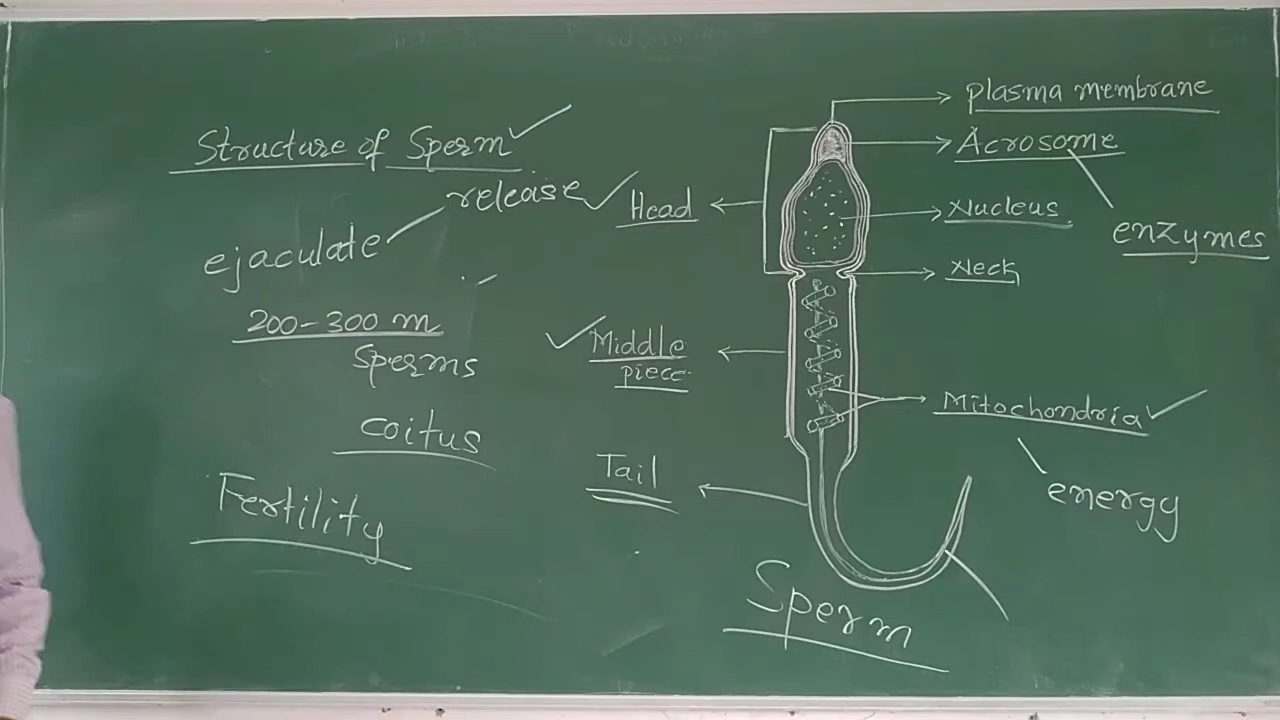 Structure of Sperm
release
ejaculate
200-300 m
sperms
coitus
Fertility
Head
Middle
piece
Tail
plasma membrane
Acrosome
enzymes
Nucleus
Neck
Mitochondria
energy
Sperm